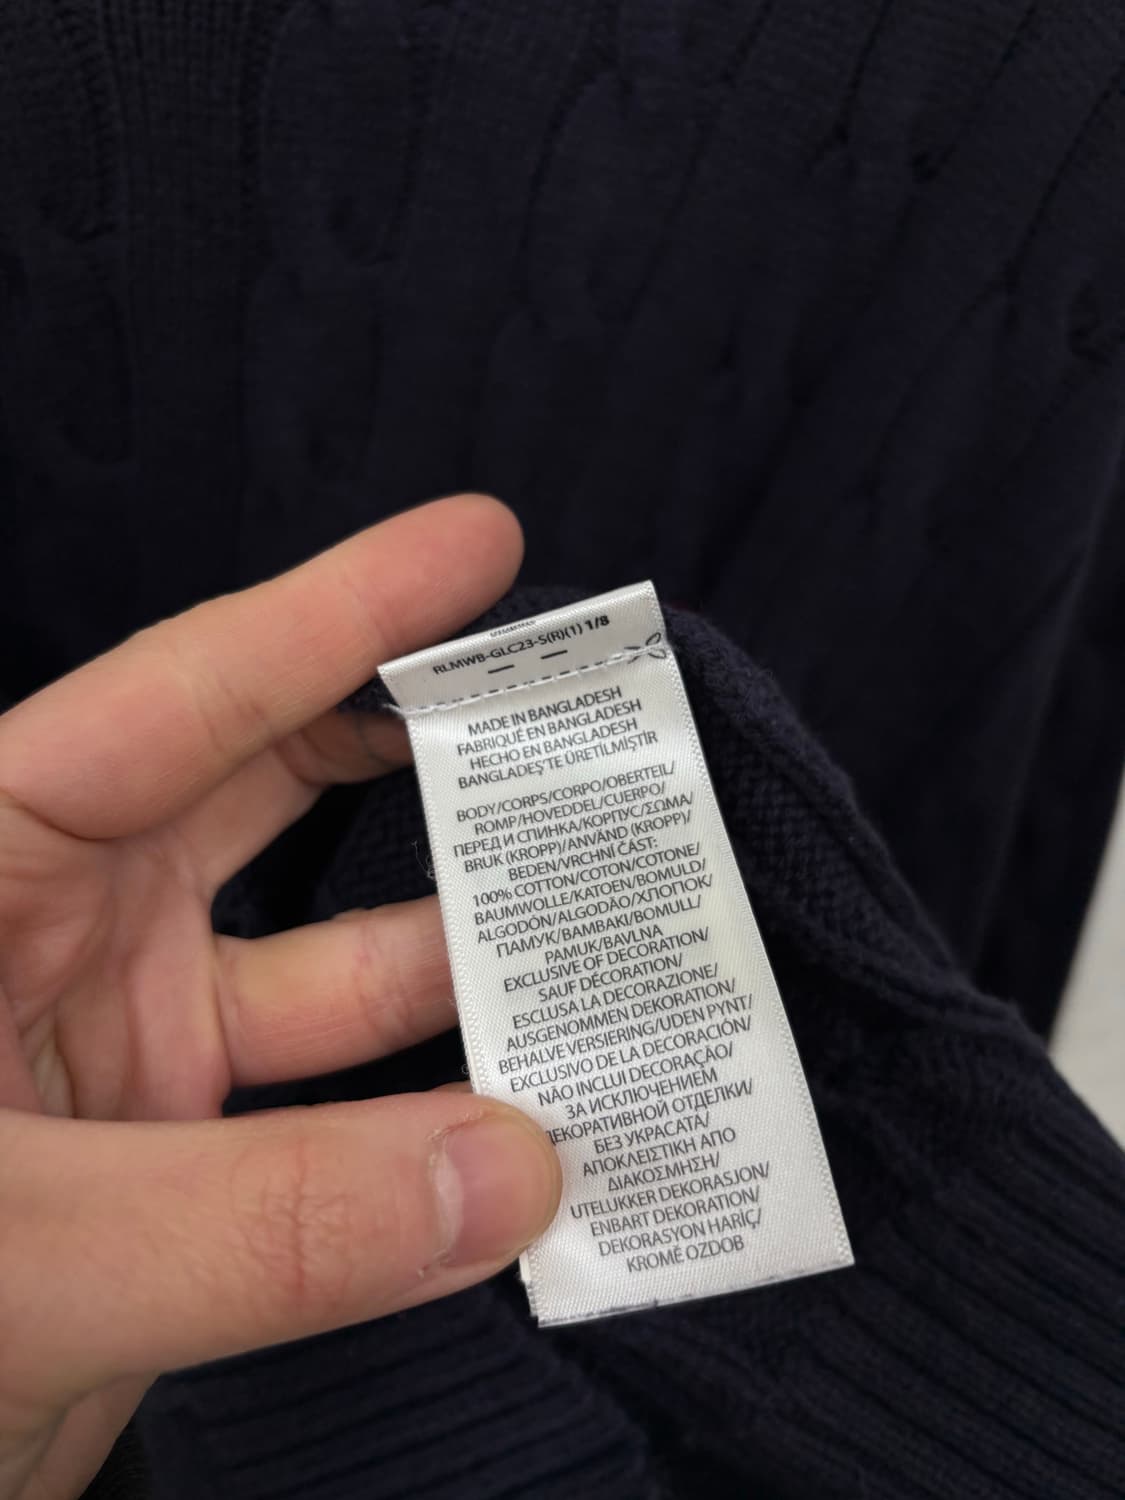 RLMWB-GLC23-S(R)(1) 1/8
MADE IN BANGLADESH
FABRIQUÉ EN BANGLADESH
HECHO EN BANGLADESH
BANGLADEŞ'TE ÜRETİLMİŞTİR
BODY/CORPS/CORPO/OBERTEIL/
ROMP/HOVEDDEL/CUERPO/
ПЕРЕД И СПИНКА/КОРПУС/ΣΩΜΑ/
BRUK (KROPP)/ANVÄND (KROPP)/
BEDEN/VRCHNÍ ČÁST:
100% COTTON/COTON/COTONE/
BAUMWOLLE/KATOEN/BOMULD/
ALGODÓN/ALGODÃO/ХЛОПОК/
ПАМУК/ΒΑΜΒΑΚΙ/BOMULL/
PAMUK/BAVLNA
EXCLUSIVE OF DECORATION/
SAUF DÉCORATION/
ESCLUSA LA DECORAZIONE/
AUSGENOMMEN DEKORATION/
BEHALVE VERSIERING/UDEN PYNT/
EXCLUSIVO DE LA DECORACIÓN/
NÃO INCLUI DECORAÇÃO/
ЗА ИСКЛЮЧЕНИЕМ
ДЕКОРАТИВНОЙ ОТДЕЛКИ/
БЕЗ УКРАСАТА/
ΑΠΟΚΛΕΙΣΤΙΚΗ ΑΠΟ
ΔΙΑΚΟΣΜΗΣΗ/
UTELUKKER DEKORASJON/
ENBART DEKORATION/
DEKORASYON HARİÇ/
KROMĚ OZDOB